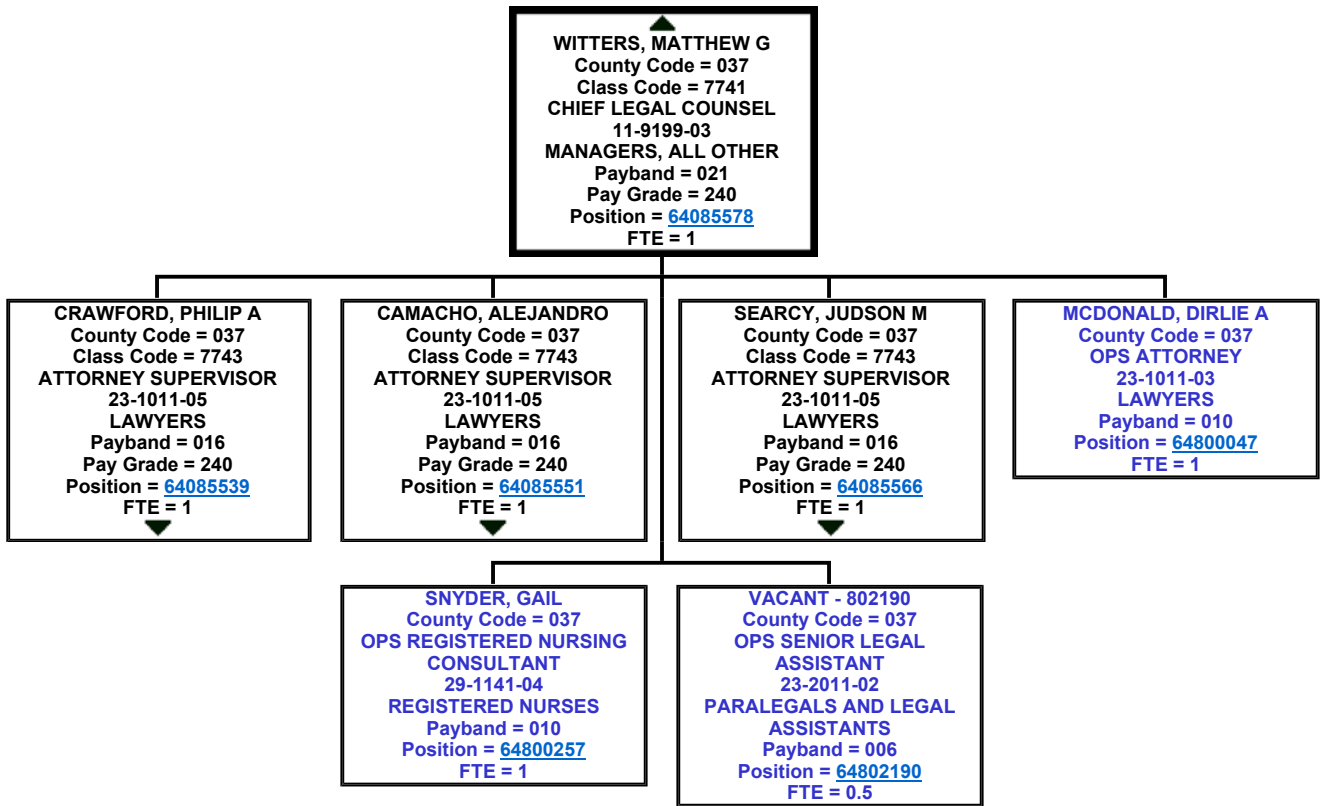 WITTERS, MATTHEW G
County Code = 037
Class Code = 7741
CHIEF LEGAL COUNSEL
11-9199-03
MANAGERS, ALL OTHER
Payband = 021
Pay Grade = 240
Position = 64085578
FTE = 1
CRAWFORD, PHILIP A
County Code = 037
Class Code = 7743
ATTORNEY SUPERVISOR
23-1011-05
LAWYERS
Payband = 016
Pay Grade = 240
Position = 64085539
FTE = 1
CAMACHO, ALEJANDRO
County Code = 037
Class Code = 7743
ATTORNEY SUPERVISOR
23-1011-05
LAWYERS
Payband = 016
Pay Grade = 240
Position = 64085551
FTE = 1
SEARCY, JUDSON M
County Code = 037
Class Code = 7743
ATTORNEY SUPERVISOR
23-1011-05
LAWYERS
Payband = 016
Pay Grade = 240
Position = 64085566
FTE = 1
MCDONALD, DIRLIE A
County Code = 037
OPS ATTORNEY
23-1011-03
LAWYERS
Payband = 010
Position = 64800047
FTE = 1
SNYDER, GAIL
County Code = 037
OPS REGISTERED NURSING
CONSULTANT
29-1141-04
REGISTERED NURSES
Payband = 010
Position = 64800257
FTE = 1
VACANT - 802190
County Code = 037
OPS SENIOR LEGAL
ASSISTANT
23-2011-02
PARALEGALS AND LEGAL
ASSISTANTS
Payband = 006
Position = 64802190
FTE = 0.5